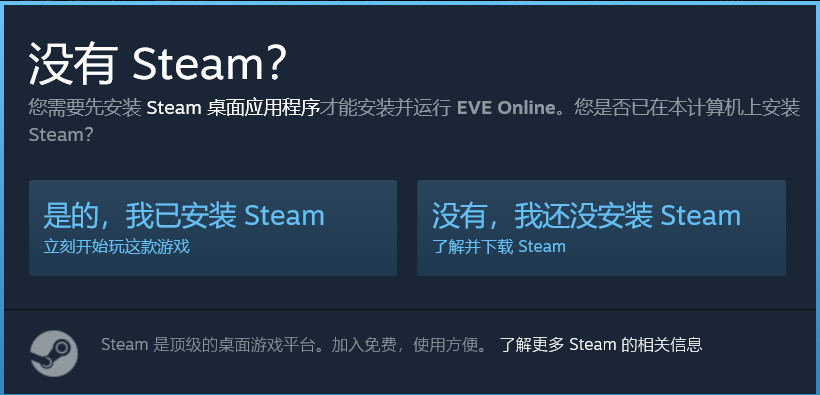 没有 Steam？
您需要先安装 Steam 桌面应用程序才能安装并运行 EVE Online。您是否已在本计算机上安装
Steam？
是的，我已安装 Steam
立刻开始玩这款游戏
没有，我还没安装 Steam
了解并下载 Steam
Steam 是顶级的桌面游戏平台。加入免费，使用方便。 了解更多 Steam 的相关信息